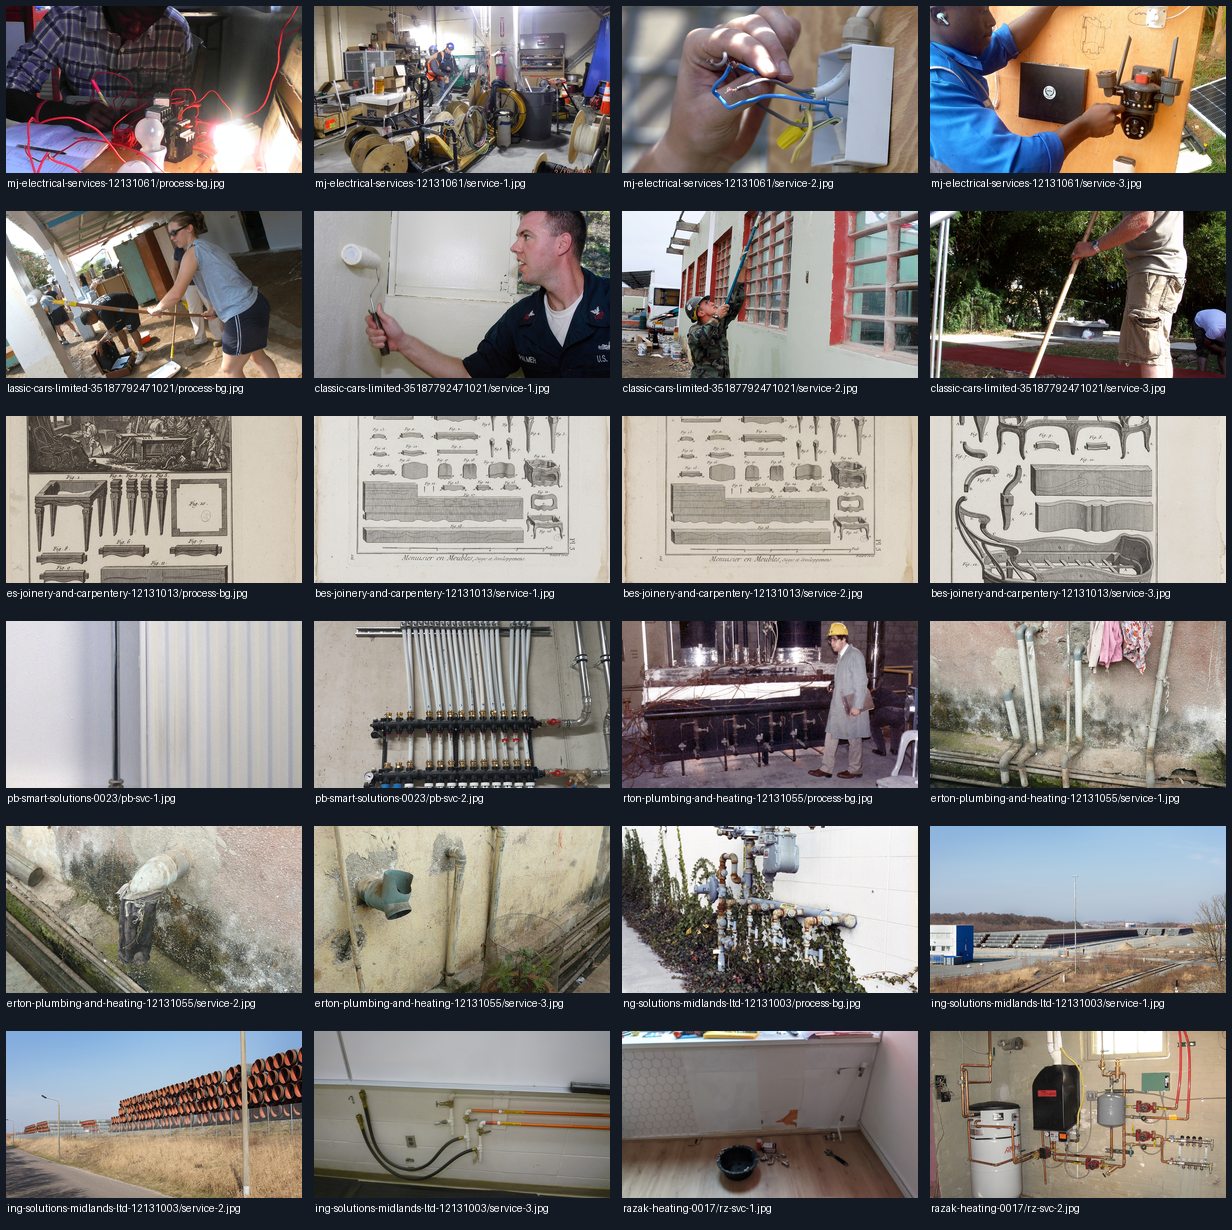 mj-electrical-services-12131061/process-bg.jpg
mj-electrical-services-12131061/service-1.jpg
mj-electrical-services-12131061/service-2.jpg
mj-electrical-services-12131061/service-3.jpg
lassic-cars-limited-35187792471021/process-bg.jpg
classic-cars-limited-35187792471021/service-1.jpg
classic-cars-limited-35187792471021/service-2.jpg
classic-cars-limited-35187792471021/service-3.jpg
Menuisier en Meubles,
Menuisier en Meubles,
es-joinery-and-carpentery-12131013/process-bg.jpg
bes-joinery-and-carpentery-12131013/service-1.jpg
bes-joinery-and-carpentery-12131013/service-2.jpg
bes-joinery-and-carpentery-12131013/service-3.jpg
pb-smart-solutions-0023/pb-svc-1.jpg
pb-smart-solutions-0023/pb-svc-2.jpg
rton-plumbing-and-heating-12131055/process-bg.jpg
erton-plumbing-and-heating-12131055/service-1.jpg
erton-plumbing-and-heating-12131055/service-2.jpg
erton-plumbing-and-heating-12131055/service-3.jpg
ng-solutions-midlands-ltd-12131003/process-bg.jpg
ing-solutions-midlands-ltd-12131003/service-1.jpg
ing-solutions-midlands-ltd-12131003/service-2.jpg
ing-solutions-midlands-ltd-12131003/service-3.jpg
razak-heating-0017/rz-svc-1.jpg
razak-heating-0017/rz-svc-2.jpg